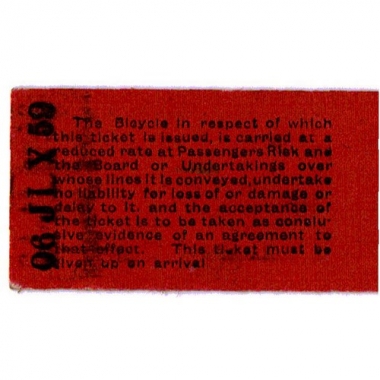 The Bicycle in respect of which
this ticket is issued, is carried at a
reduced rate at Passengers Risk and
the Board or Undertakings over
whose lines it is conveyed, undertake
no liability for loss of or damage or
delay to it. and the acceptance of
the ticket is to be taken as conclu-
sive evidence of an agreement to
that effect. This ticket must be
given up on arrival